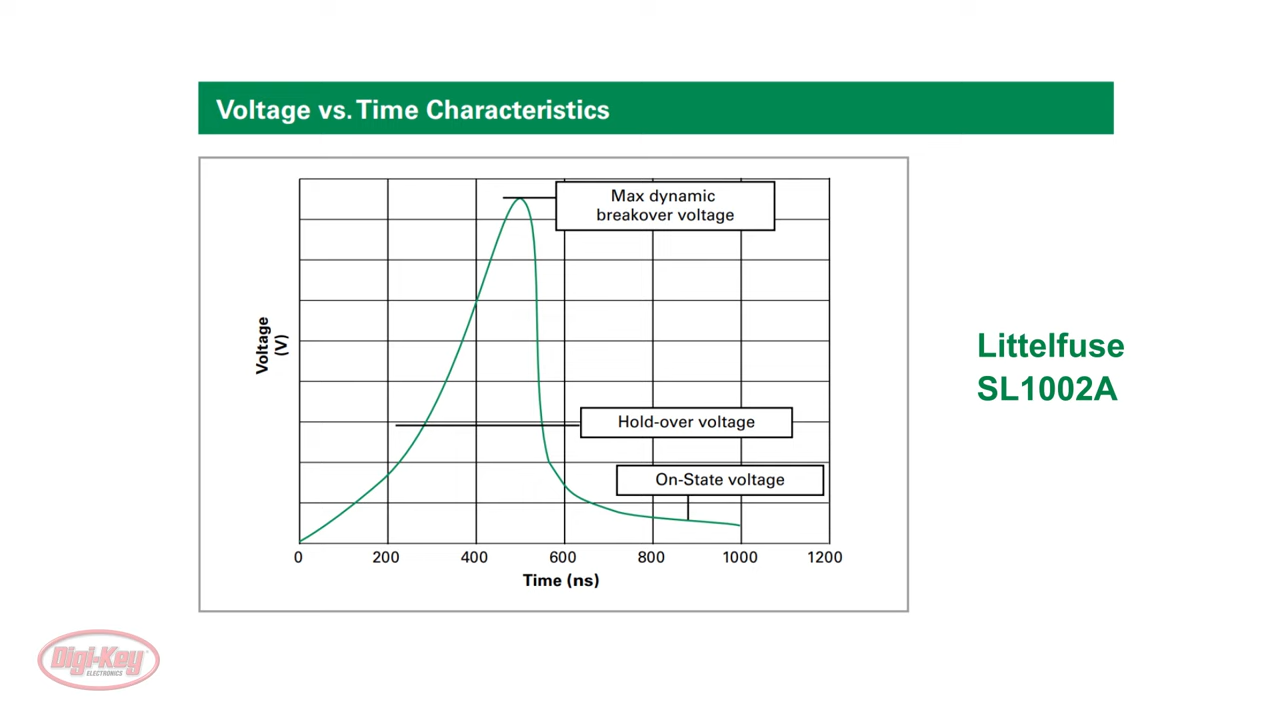 Voltage vs. Time Characteristics
Max dynamic
breakover voltage
Voltage
(V)
Hold-over voltage
On-State voltage
0 200 400 600 800 1000 1200
Time (ns)
Littelfuse
SL1002A
Digi-Key
ELECTRONICS